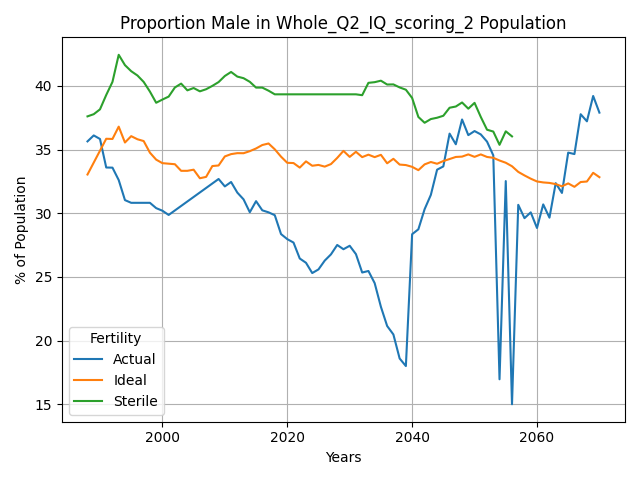 Proportion Male in Whole_Q2_IQ_scoring_2 Population
% of Population
40
35
30
25
20
15
Fertility
Actual
Ideal
Sterile
2000 2020 2040 2060
Years